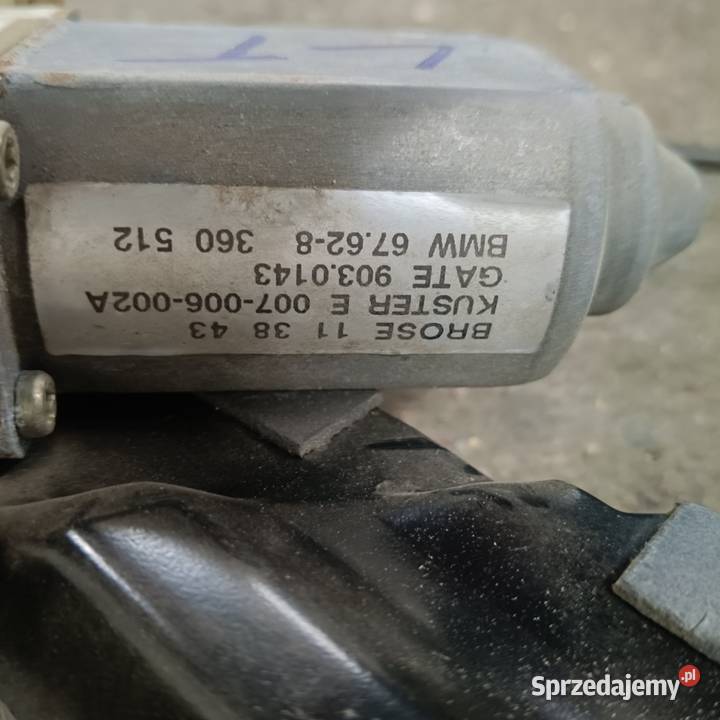 LT
BROSE 11 38 43
KUSTER E 007-006-002A
GATE 903.0143
BMW 67.62-8 360 512
Sprzedajemy.pl